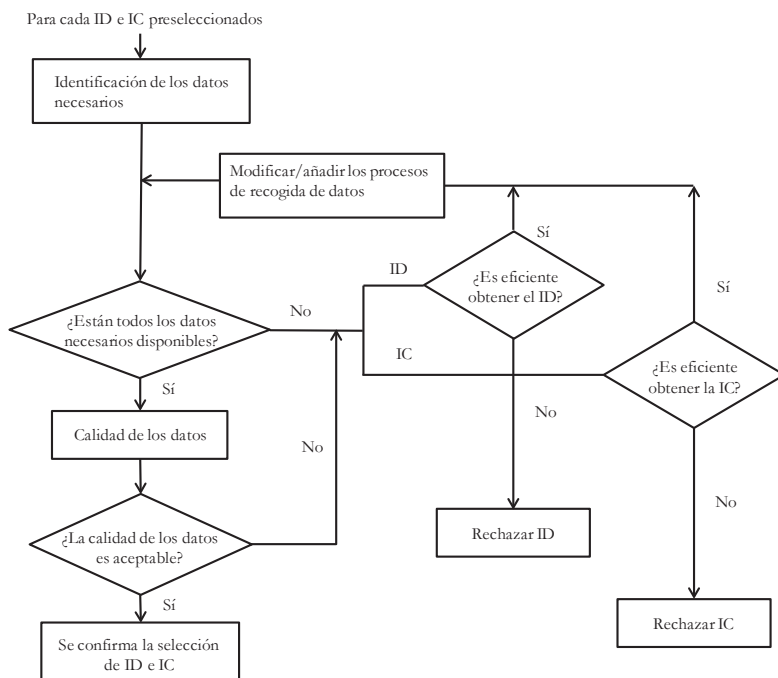 Para cada ID e IC preseleccionados
Identificación de los datos
necesarios
Modificar/añadir los procesos
de recogida de datos
Sí
ID
¿Es eficiente
obtener el ID?
Sí
No
¿Están todos los datos
necesarios disponibles?
IC
¿Es eficiente
obtener la IC?
Sí
No
Calidad de los datos
No
No
¿La calidad de los datos
es aceptable?
Rechazar ID
Sí
Se confirma la selección
de ID e IC
Rechazar IC